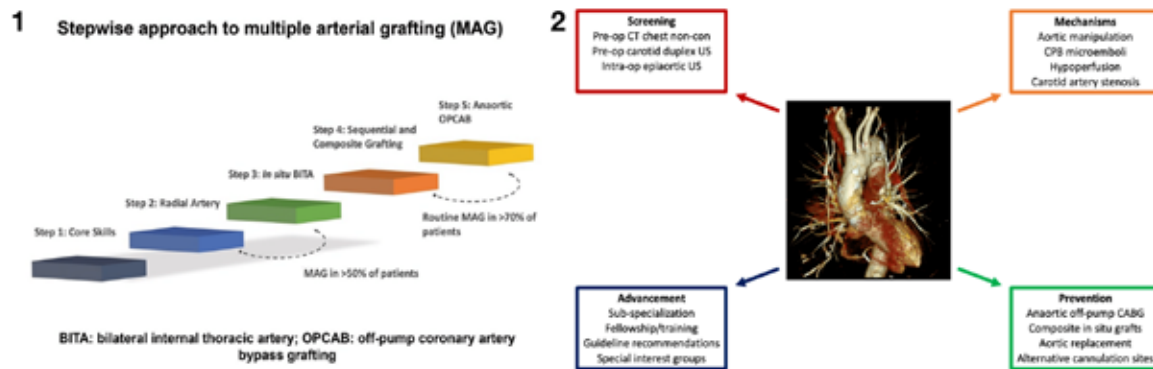 1
Stepwise approach to multiple arterial grafting (MAG)
Step 5: Anaortic
OPCAB
Step 4: Sequential and
Composite Grafting
Step 3: In situ BITA
Step 2: Radial Artery
Routine MAG in >70% of
patients
Step 1: Core Skills
MAG in >50% of patients
BITA: bilateral internal thoracic artery; OPCAB: off-pump coronary artery
bypass grafting
2
Screening
Pre-op CT chest non-con
Pre-op carotid duplex US
Intra-op epiaortic US
Mechanisms
Aortic manipulation
CPB microemboli
Hypoperfusion
Carotid artery stenosis
Advancement
Sub-specialization
Fellowship/training
Guideline recommendations
Special interest groups
Prevention
Anaortic off-pump CABG
Composite in situ grafts
Aortic replacement
Alternative cannulation sites